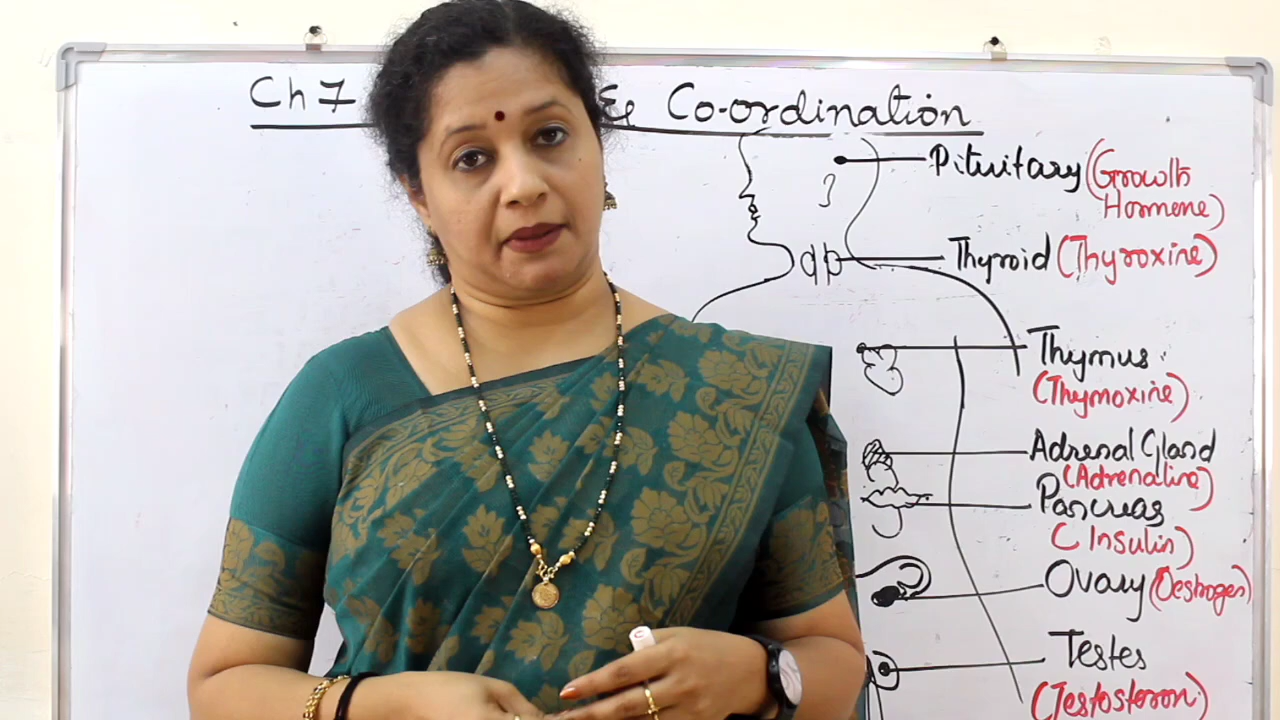 Ch 7 & Co-ordination
Pituitary (Growth
Hormone)
Thyroid (Thyroxine)
Thymus
(Thymoxine)
Adrenal Gland
(Adrenaline)
Pancreas
(Insulin)
Ovary (Oestrogen)
Testes
(Testosteron)